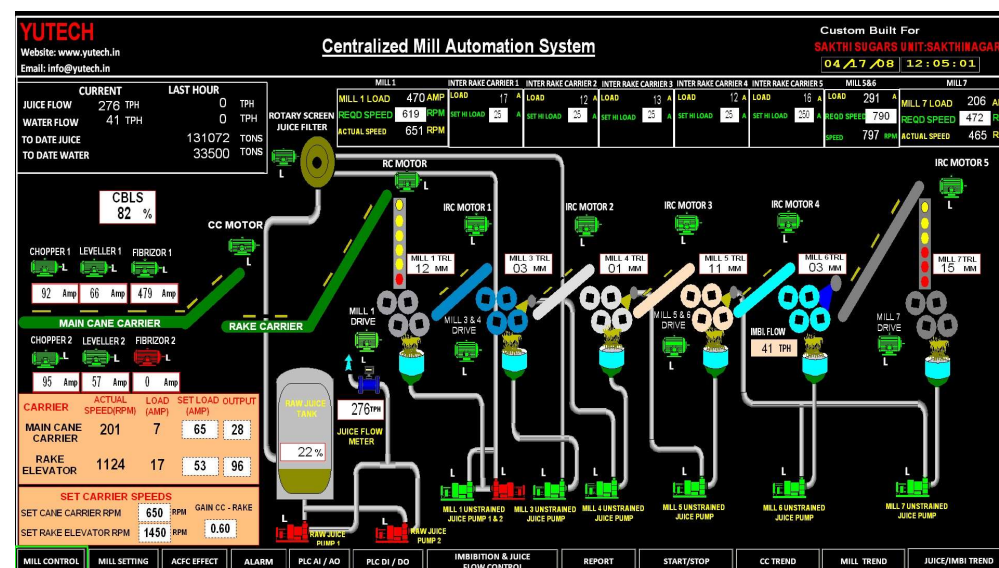 YUTECH
Website: www.yutech.in
Email: info@yutech.in
Centralized Mill Automation System
Custom Built For
SAKTHI SUGARS UNIT:SAKTHINAGAR
04/17/08 12:05:01
CURRENT LAST HOUR
JUICE FLOW 276 TPH 0 TPH
WATER FLOW 41 TPH 0 TPH
TO DATE JUICE 131072 TONS
TO DATE WATER 33500 TONS
MILL 1
MILL 1 LOAD 470 AMP
REQD SPEED 619 RPM
ACTUAL SPEED 651 RPM
INTER RAKE CARRIER 1
LOAD 17 A
SET HI LOAD 25 A
INTER RAKE CARRIER 2
LOAD 12 A
SET HI LOAD 25 A
INTER RAKE CARRIER 3
LOAD 13 A
SET HI LOAD 25 A
INTER RAKE CARRIER 4
LOAD 12 A
SET HI LOAD 25 A
INTER RAKE CARRIER 5
LOAD 16 A
SET HI LOAD 250 A
MILL 5&6
LOAD 291 A
REQD SPEED 790
SPEED 797 RPM
MILL 7
MILL 7 LOAD 206 A
REQD SPEED 472 R
ACTUAL SPEED 465 R
ROTARY SCREEN
JUICE FILTER
L
RC MOTOR
L
IRC MOTOR 1
L
IRC MOTOR 2
L
IRC MOTOR 3
L
IRC MOTOR 4
L
IRC MOTOR 5
L
CBLS
82 %
CC MOTOR
L
CHOPPER 1 LEVELLER 1 FIBRIZOR 1
L L L
92 Amp 66 Amp 479 Amp
MAIN CANE CARRIER
RAKE CARRIER
CHOPPER 2 LEVELLER 2 FIBRIZOR 2
L L L
95 Amp 57 Amp 0 Amp
MILL 1 TRL
12 MM
MILL 3 TRL
03 MM
MILL 4 TRL
01 MM
MILL 5 TRL
11 MM
MILL 6TRL
03 MM
MILL 7TRL
15 MM
MILL 1
DRIVE
L
MILL 3 & 4
DRIVE
L
MILL 5 & 6
DRIVE
L
IMBI. FLOW
41 TPH
MILL 7
DRIVE
L
RAW JUICE
TANK
22 %
276 TPH
JUICE FLOW
METER
CARRIER ACTUAL SPEED(RPM) LOAD (AMP) SET LOAD (AMP) OUTPUT
MAIN CANE CARRIER 201 7 65 28
RAKE ELEVATOR 1124 17 53 96
SET CARRIER SPEEDS
SET CANE CARRIER RPM 650 RPM GAIN CC - RAKE
SET RAKE ELEVATOR RPM 1450 RPM 0.60
L
RAW JUICE
PUMP 1
L
RAW JUICE
PUMP 2
L L
MILL 1 UNSTRAINED
JUICE PUMP 1 & 2
L
MILL 3 UNSTRAINED
JUICE PUMP
L
MILL 4 UNSTRAINED
JUICE PUMP
L
MILL 5 UNSTRAINED
JUICE PUMP
L
MILL 6 UNSTRAINED
JUICE PUMP
L
MILL 7 UNSTRAINED
JUICE PUMP
MILL CONTROL MILL SETTING ACFC EFFECT ALARM PLC AI / AO PLC DI / DO IMBIBITION & JUICE FLOW CONTROL REPORT START/STOP CC TREND MILL TREND JUICE/IMBI TREND